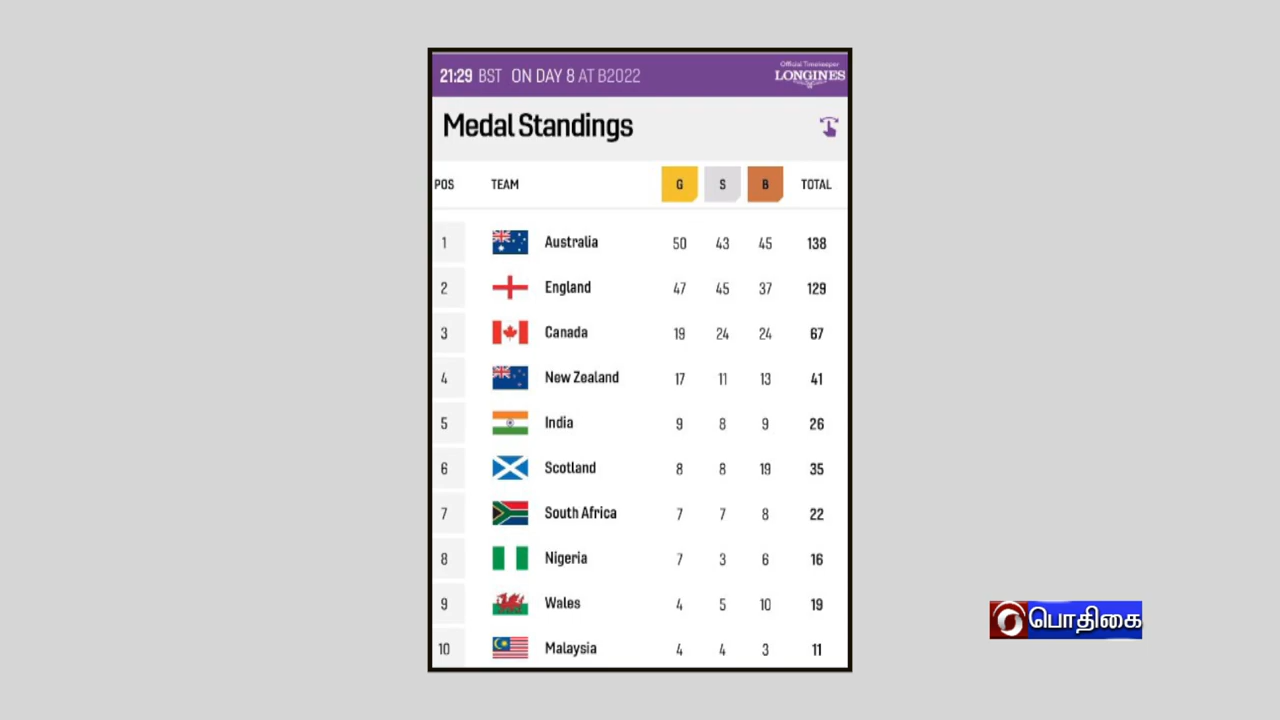 21:29 BST ON DAY 8 AT B2022
Official Timekeeper
LONGINES
Medal Standings
POS TEAM G S B TOTAL
1 Australia 50 43 45 138
2 England 47 45 37 129
3 Canada 19 24 24 67
4 New Zealand 17 11 13 41
5 India 9 8 9 26
6 Scotland 8 8 19 35
7 South Africa 7 7 8 22
8 Nigeria 7 3 6 16
9 Wales 4 5 10 19
10 Malaysia 4 4 3 11
பொதிகை